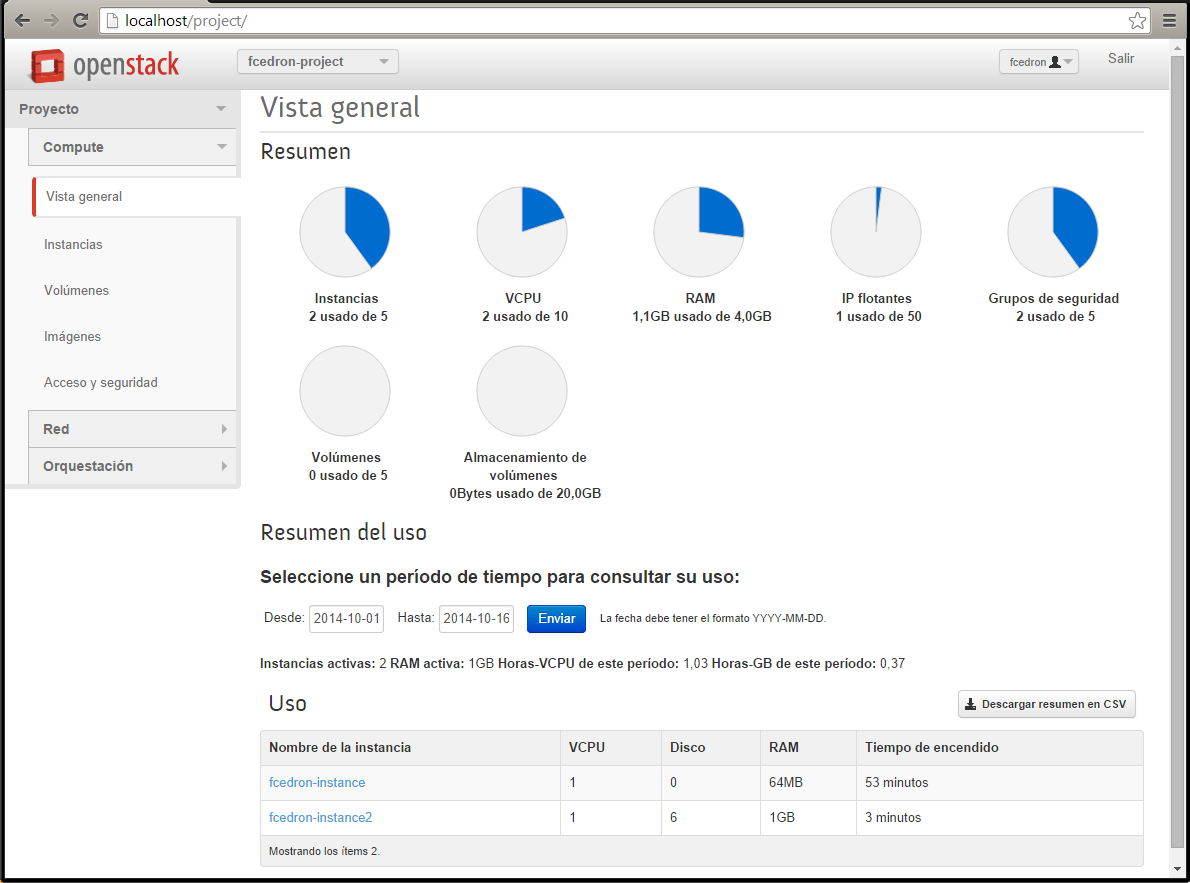 localhost/project/
openstack fcedron-project fcedron Salir
Proyecto
Compute
Vista general
Instancias
Volúmenes
Imágenes
Acceso y seguridad
Red
Orquestación
Vista general
Resumen
Instancias
2 usado de 5
VCPU
2 usado de 10
RAM
1,1GB usado de 4,0GB
IP flotantes
1 usado de 50
Grupos de seguridad
2 usado de 5
Volúmenes
0 usado de 5
Almacenamiento de
volúmenes
0Bytes usado de 20,0GB
Resumen del uso
Seleccione un período de tiempo para consultar su uso:
Desde: 2014-10-01 Hasta: 2014-10-16 Enviar La fecha debe tener el formato YYYY-MM-DD.
Instancias activas: 2 RAM activa: 1GB Horas-VCPU de este período: 1,03 Horas-GB de este período: 0,37
Uso Descargar resumen en CSV
Nombre de la instancia VCPU Disco RAM Tiempo de encendido
fcedron-instance 1 0 64MB 53 minutos
fcedron-instance2 1 6 1GB 3 minutos
Mostrando los ítems 2.